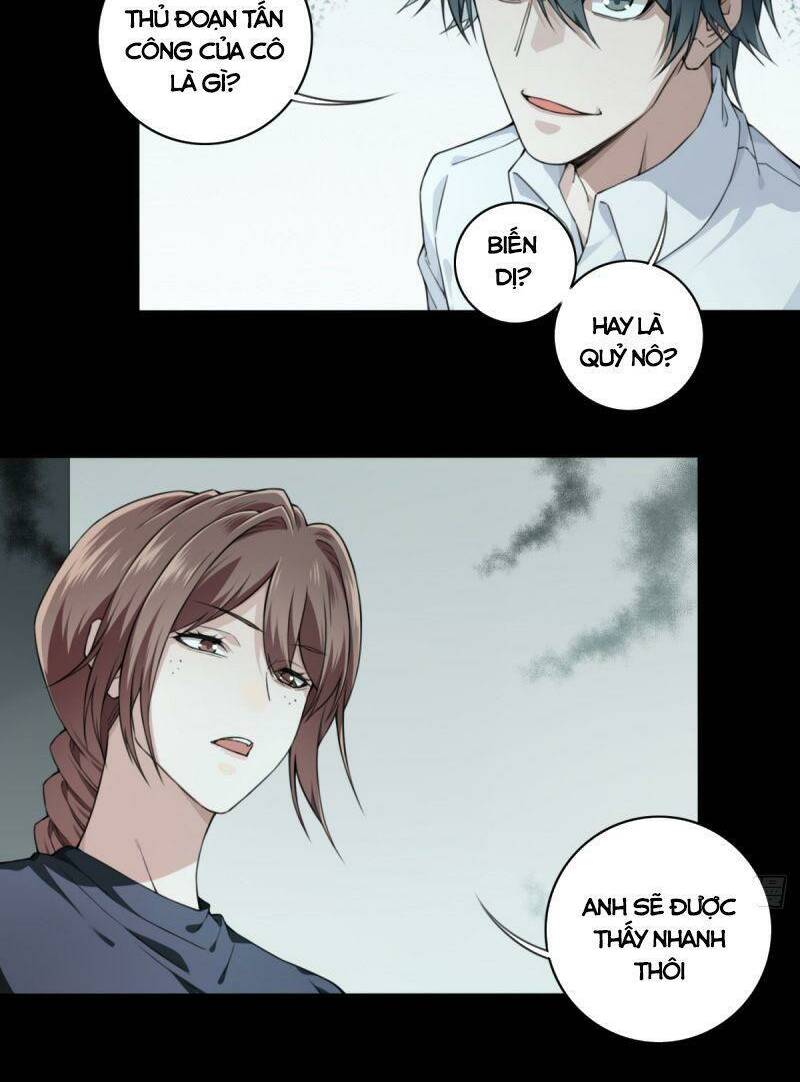 THỦ ĐOẠN TẤN
CÔNG CỦA CÔ
LÀ GÌ?
BIẾN
DỊ?
HAY LÀ
QUỶ NÔ?
ANH SẼ ĐƯỢC
THẤY NHANH
THÔI